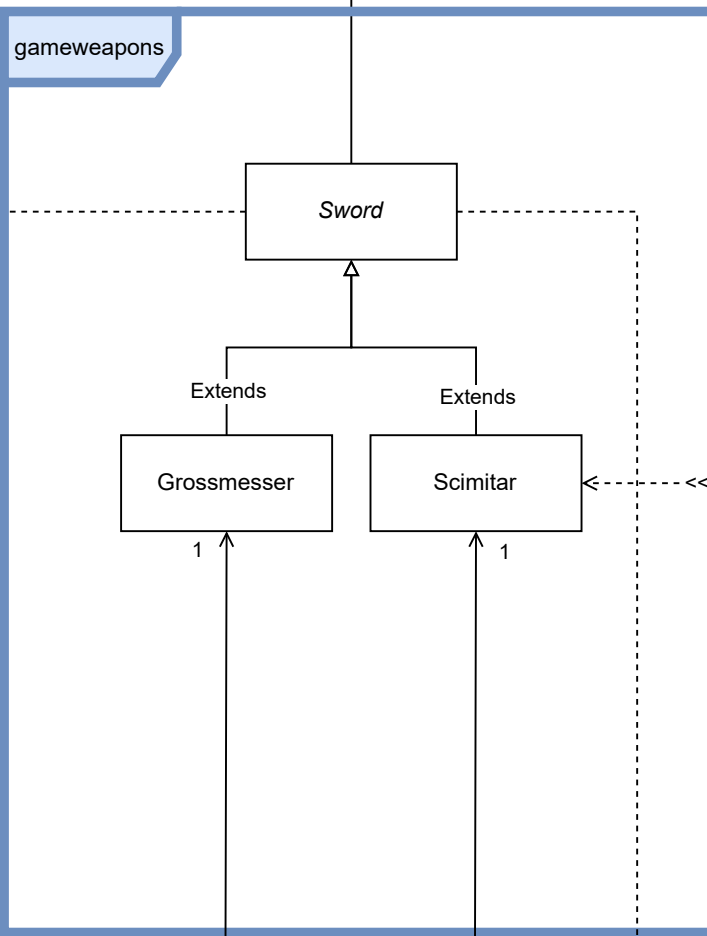 gameweapons
Sword
Extends
Extends
Grossmesser
Scimitar
<<
1
1